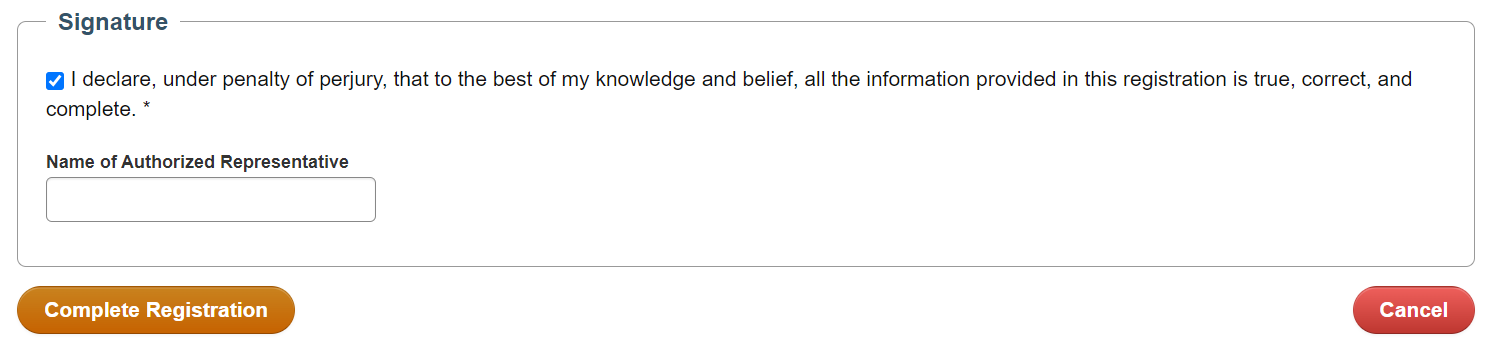 Signature
I declare, under penalty of perjury, that to the best of my knowledge and belief, all the information provided in this registration is true, correct, and
complete. *
Name of Authorized Representative
Complete Registration
Cancel